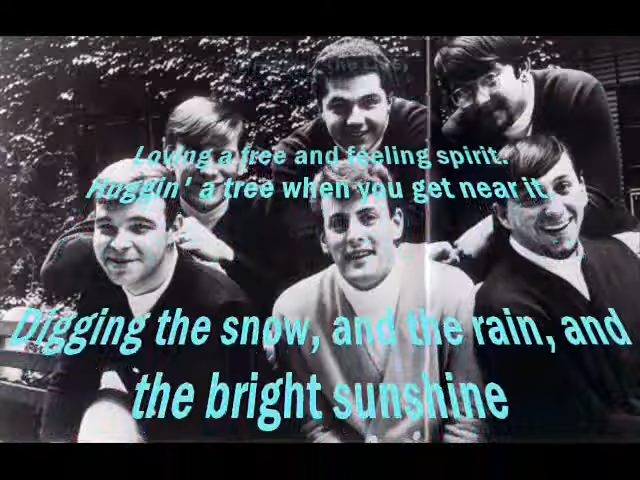 Loving a free and feeling spirit.
Huggin' a tree when you get near it.
Digging the snow, and the rain, and
the bright sunshine